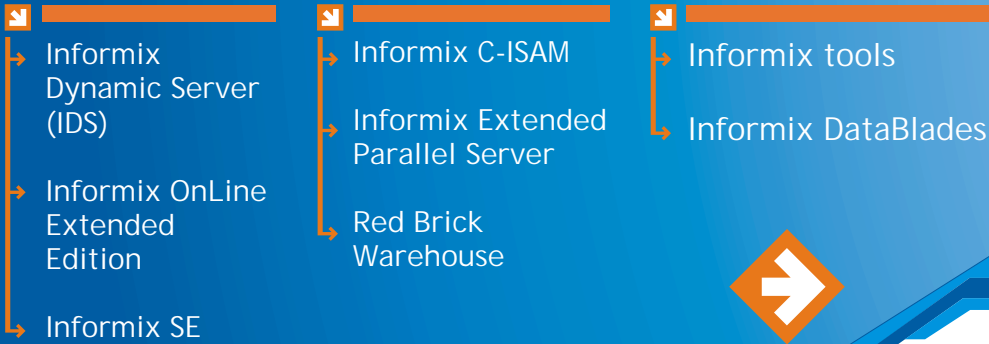 Informix
Dynamic Server
(IDS)
Informix OnLine
Extended
Edition
Informix SE
Informix C-ISAM
Informix Extended
Parallel Server
Red Brick
Warehouse
Informix tools
Informix DataBlades